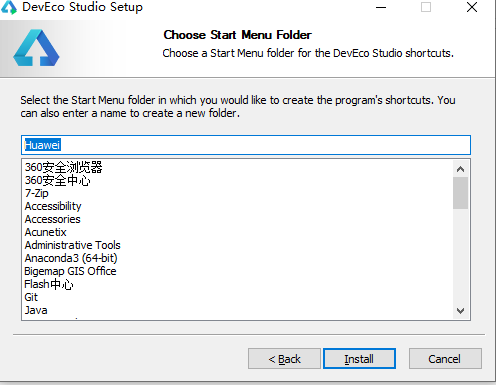 DevEco Studio Setup
Choose Start Menu Folder
Choose a Start Menu folder for the DevEco Studio shortcuts.
Select the Start Menu folder in which you would like to create the program's shortcuts. You
can also enter a name to create a new folder.
Huawei
360安全浏览器
360安全中心
7-Zip
Accessibility
Accessories
Acunetix
Administrative Tools
Anaconda3 (64-bit)
Bigemap GIS Office
Flash中心
Git
Java
< Back
Install
Cancel